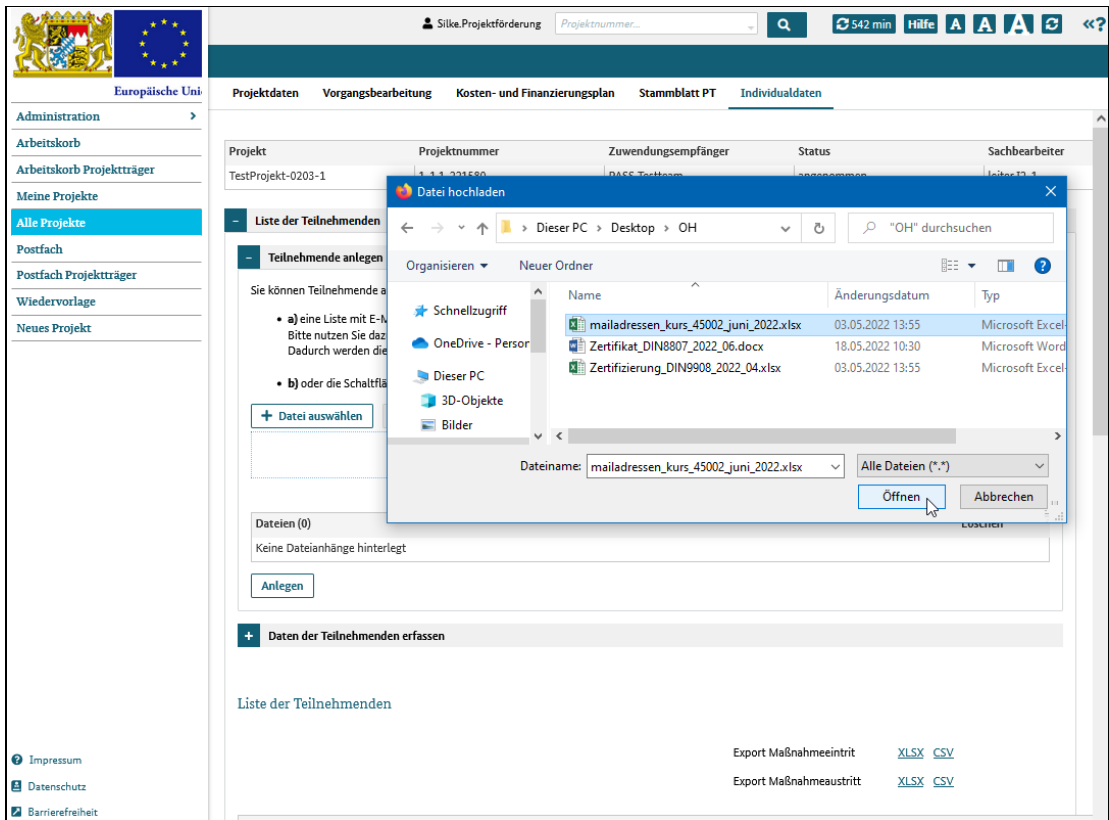 Silke.Projektförderung
Projektnummer...
542 min
Hilfe
A
A
A
«?
Europäische Uni
Projektdaten
Vorgangsbearbeitung
Kosten- und Finanzierungsplan
Stammblatt PT
Individualdaten
Administration
Arbeitskorb
Arbeitskorb Projektträger
Meine Projekte
Alle Projekte
Postfach
Postfach Projektträger
Wiedervorlage
Neues Projekt
Projekt
Projektnummer
Zuwendungsempfänger
Status
Sachbearbeiter
TestProjekt-0203-1
1-1.1-221589
PASS Testteam
angenommen
- Liste der Teilnehmenden
- Teilnehmende anlegen
Sie können Teilnehmende a
• a) eine Liste mit E-M
Bitte nutzen Sie daz
Dadurch werden die
• b) oder die Schaltflä
+ Datei auswählen
Datei hochladen
Dieser PC > Desktop > OH
"OH" durchsuchen
Organisieren
Neuer Ordner
Schnellzugriff
OneDrive - Person
Dieser PC
3D-Objekte
Bilder
Name
Änderungsdatum
Typ
mailadressen_kurs_45002_juni_2022.xlsx 03.05.2022 13:55 Microsoft Excel-
Zertifikat_DIN8807_2022_06.docx 18.05.2022 10:30 Microsoft Word
Zertifizierung_DIN9908_2022_04.xlsx 03.05.2022 13:55 Microsoft Excel-
Dateiname: mailadressen_kurs_45002_juni_2022.xlsx
Alle Dateien (*.*)
Öffnen
Abbrechen
Dateien (0)
Löschen
Keine Dateianhänge hinterlegt
Anlegen
+ Daten der Teilnehmenden erfassen
Liste der Teilnehmenden
Export Maßnahmeeintrit XLSX CSV
Export Maßnahmeaustritt XLSX CSV
Impressum
Datenschutz
Barrierefreiheit